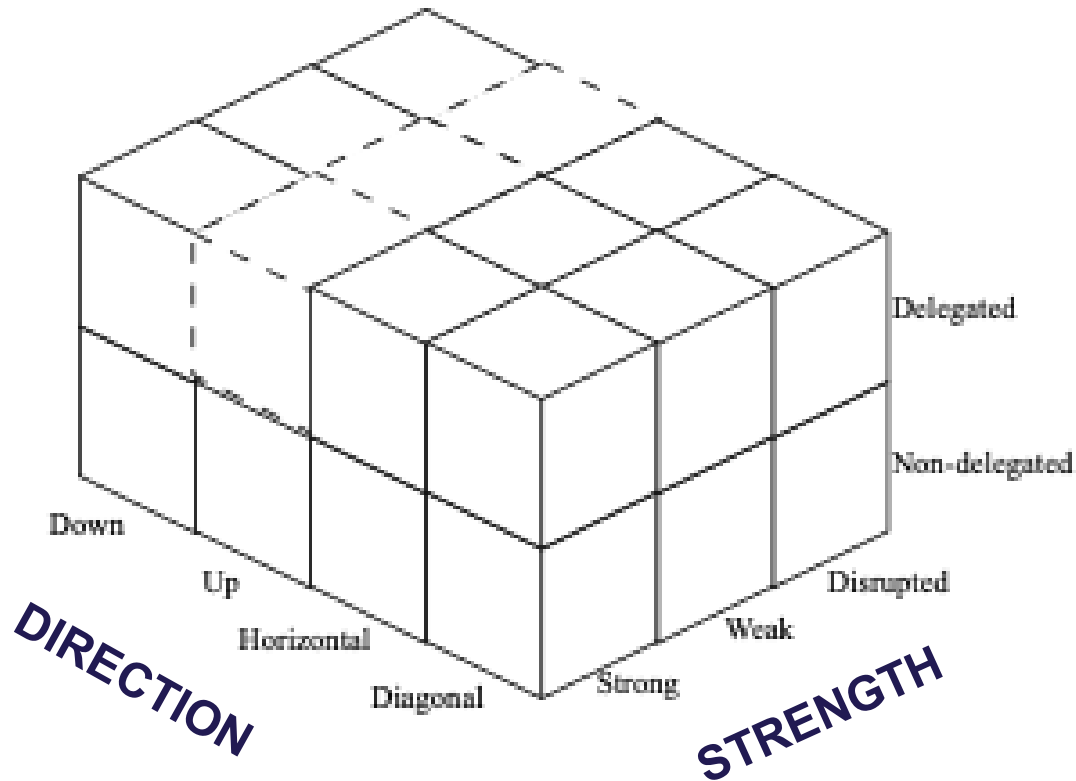 Delegated
Non-delegated
Down
Up
Horizontal
Diagonal
Strong
Weak
Disrupted
DIRECTION
STRENGTH